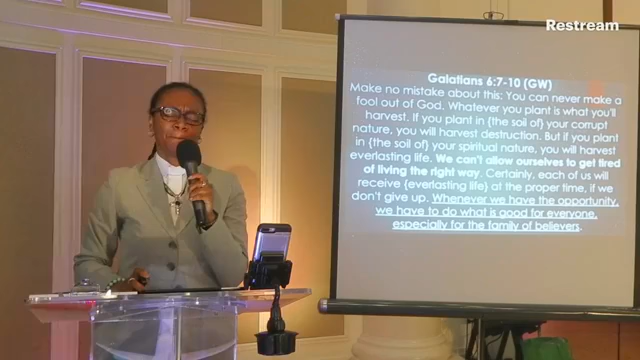 Restream
Galatians 6:7-10 (GW)
Make no mistake about this: You can never make a
fool out of God. Whatever you plant is what you'll
harvest. If you plant in {the soil of} your corrupt
nature, you will harvest destruction. But if you plant
in {the soil of} your spiritual nature, you will harvest
everlasting life. We can't allow ourselves to get tired
of living the right way. Certainly, each of us will
receive {everlasting life} at the proper time, if we
don't give up. Whenever we have the opportunity,
we have to do what is good for everyone,
especially for the family of believers.